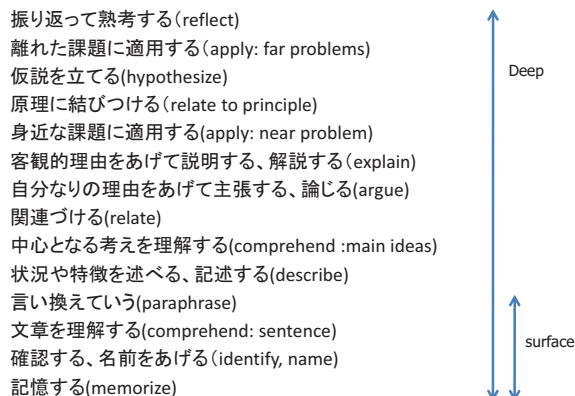 振り返って熟考する（reflect）
離れた課題に適用する（apply: far problems）
仮説を立てる(hypothesize)
原理に結びつける（relate to principle）
身近な課題に適用する(apply: near problem)
客観的理由をあげて説明する、解説する（explain）
自分なりの理由をあげて主張する、論じる(argue)
関連づける(relate)
中心となる考えを理解する(comprehend :main ideas)
状況や特徴を述べる、記述する(describe)
言い換えていう(paraphrase)
文章を理解する(comprehend: sentence)
確認する、名前をあげる（identify, name）
記憶する(memorize)
Deep
surface